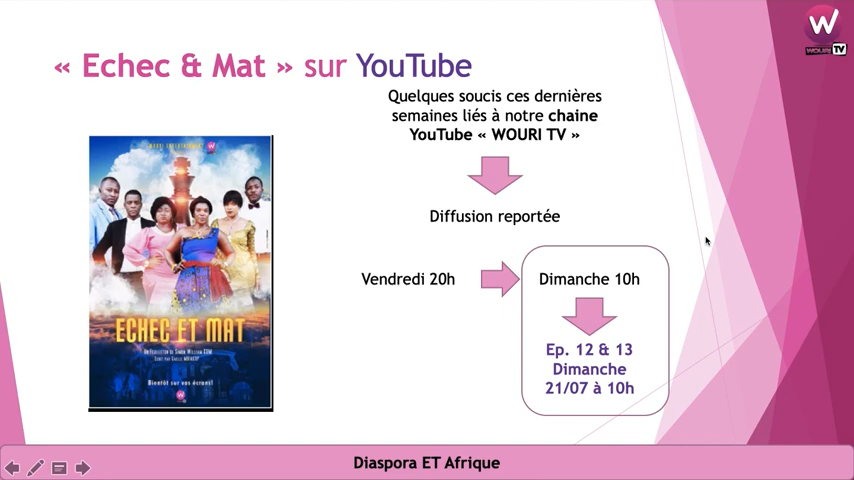 « Echec & Mat » sur YouTube
W
WOURI TV
Quelques soucis ces dernières
semaines liés à notre chaine
YouTube « WOURI TV »
Diffusion reportée
Vendredi 20h
Dimanche 10h
Ep. 12 & 13
Dimanche
21/07 à 10h
ECHEC ET MAT
Bientôt sur vos écrans!
Diaspora ET Afrique